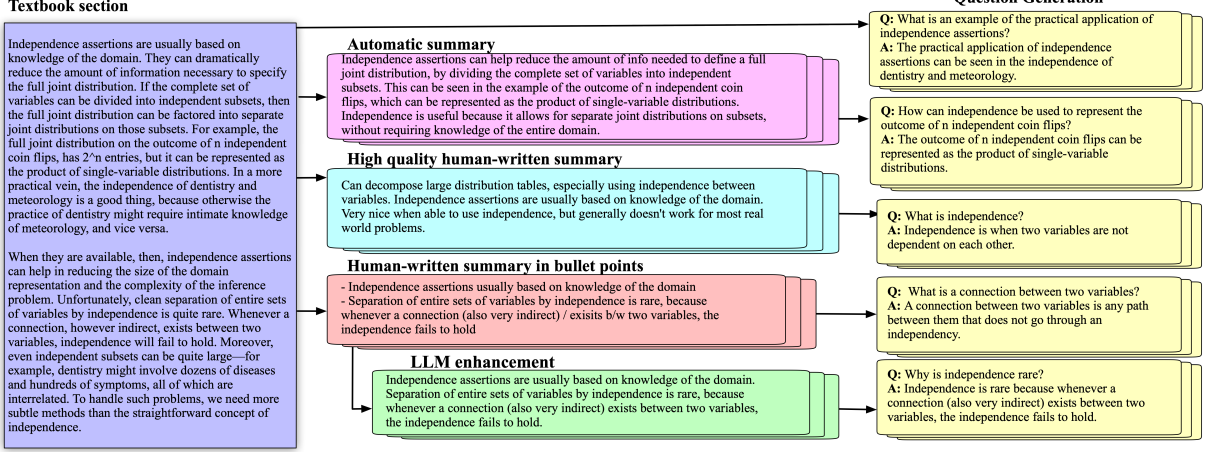 Textbook section
Independence assertions are usually based on
knowledge of the domain. They can dramatically
reduce the amount of information necessary to specify
the full joint distribution. If the complete set of
variables can be divided into independent subsets, then
the full joint distribution can be factored into separate
joint distributions on those subsets. For example, the
full joint distribution on the outcome of n independent
coin flips, has 2^n entries, but it can be represented as
the product of single-variable distributions. In a more
practical vein, the independence of dentistry and
meteorology is a good thing, because otherwise the
practice of dentistry might require intimate knowledge
of meteorology, and vice versa.
When they are available, then, independence assertions
can help in reducing the size of the domain
representation and the complexity of the inference
problem. Unfortunately, clean separation of entire sets
of variables by independence is quite rare. Whenever a
connection, however indirect, exists between two
variables, independence will fail to hold. Moreover,
even independent subsets can be quite large—for
example, dentistry might involve dozens of diseases
and hundreds of symptoms, all of which are
interrelated. To handle such problems, we need more
subtle methods than the straightforward concept of
independence.
Automatic summary
Independence assertions can help reduce the amount of info needed to define a full
joint distribution, by dividing the complete set of variables into independent
subsets. This can be seen in the example of the outcome of n independent coin
flips, which can be represented as the product of single-variable distributions.
Independence is useful because it allows for separate joint distributions on subsets,
without requiring knowledge of the entire domain.
High quality human-written summary
Can decompose large distribution tables, especially using independence between
variables. Independence assertions are usually based on knowledge of the domain.
Very nice when able to use independence, but generally doesn't work for most real
world problems.
Human-written summary in bullet points
- Independence assertions usually based on knowledge of the domain
- Separation of entire sets of variables by independence is rare, because
whenever a connection (also very indirect) / exisits b/w two variables, the
independence fails to hold
LLM enhancement
Independence assertions are usually based on knowledge of the domain.
Separation of entire sets of variables by independence is rare, because
whenever a connection (also very indirect) exists between two variables,
the independence fails to hold.
Question Generation
Q: What is an example of the practical application of
independence assertions?
A: The practical application of independence
assertions can be seen in the independence of
dentistry and meteorology.
Q: How can independence be used to represent the
outcome of n independent coin flips?
A: The outcome of n independent coin flips can be
represented as the product of single-variable
distributions.
Q: What is independence?
A: Independence is when two variables are not
dependent on each other.
Q: What is a connection between two variables?
A: A connection between two variables is any path
between them that does not go through an
independency.
Q: Why is independence rare?
A: Independence is rare because whenever a
connection (also very indirect) exists between two
variables, the independence fails to hold.